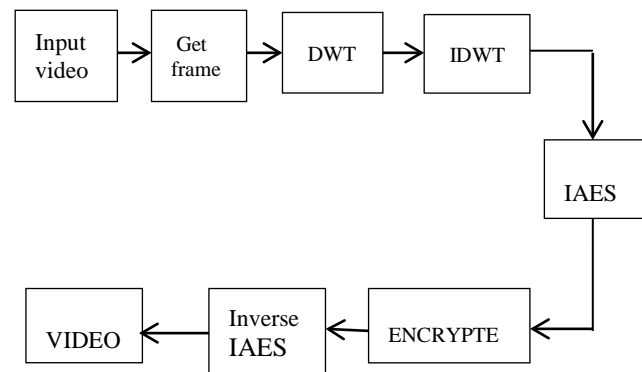 Input
video
Get
frame
DWT
IDWT
IAES
VIDEO
Inverse
IAES
ENCRYPTE